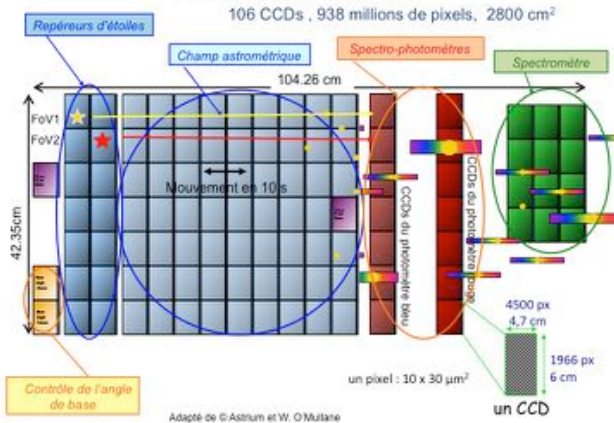 106 CCDs , 938 millions de pixels, 2800 cm²
Repéreurs d'étoiles
Champ astrométrique
Spectro-photomètres
Spectromètre
104.26 cm
FoV1
FoV2
Mouvement en 10 s
42.35cm
CCDs du photomètre bleu
CCDs du photomètre rouge
4500 px
4,7 cm
1966 px
6 cm
un pixel : 10 x 30 µm²
un CCD
Contrôle de l'angle
de base
Adapté de © Astrium et W. O'Mullane